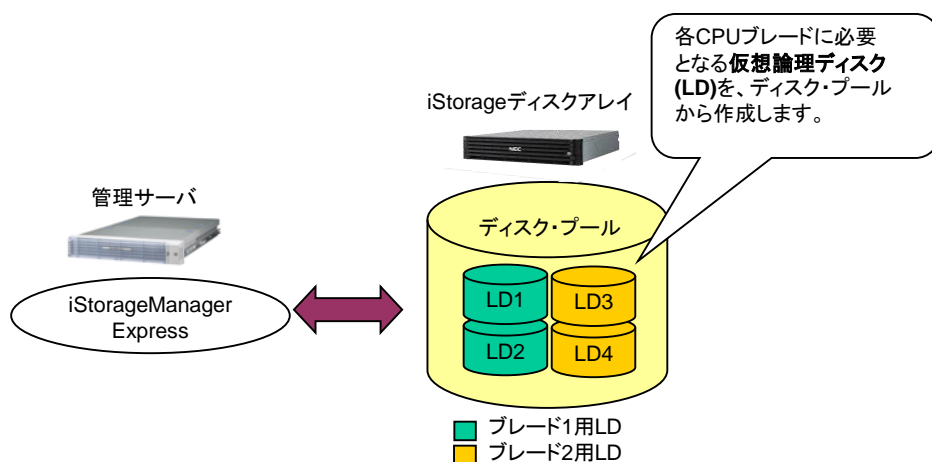 各CPUブレードに必要
となる仮想論理ディスク
(LD)を、ディスク・プール
から作成します。
iStorageディスクアレイ
NEC
管理サーバ
ディスク・プール
iStorageManager
Express
LD1
LD3
LD2
LD4
ブレード1用LD
ブレード2用LD